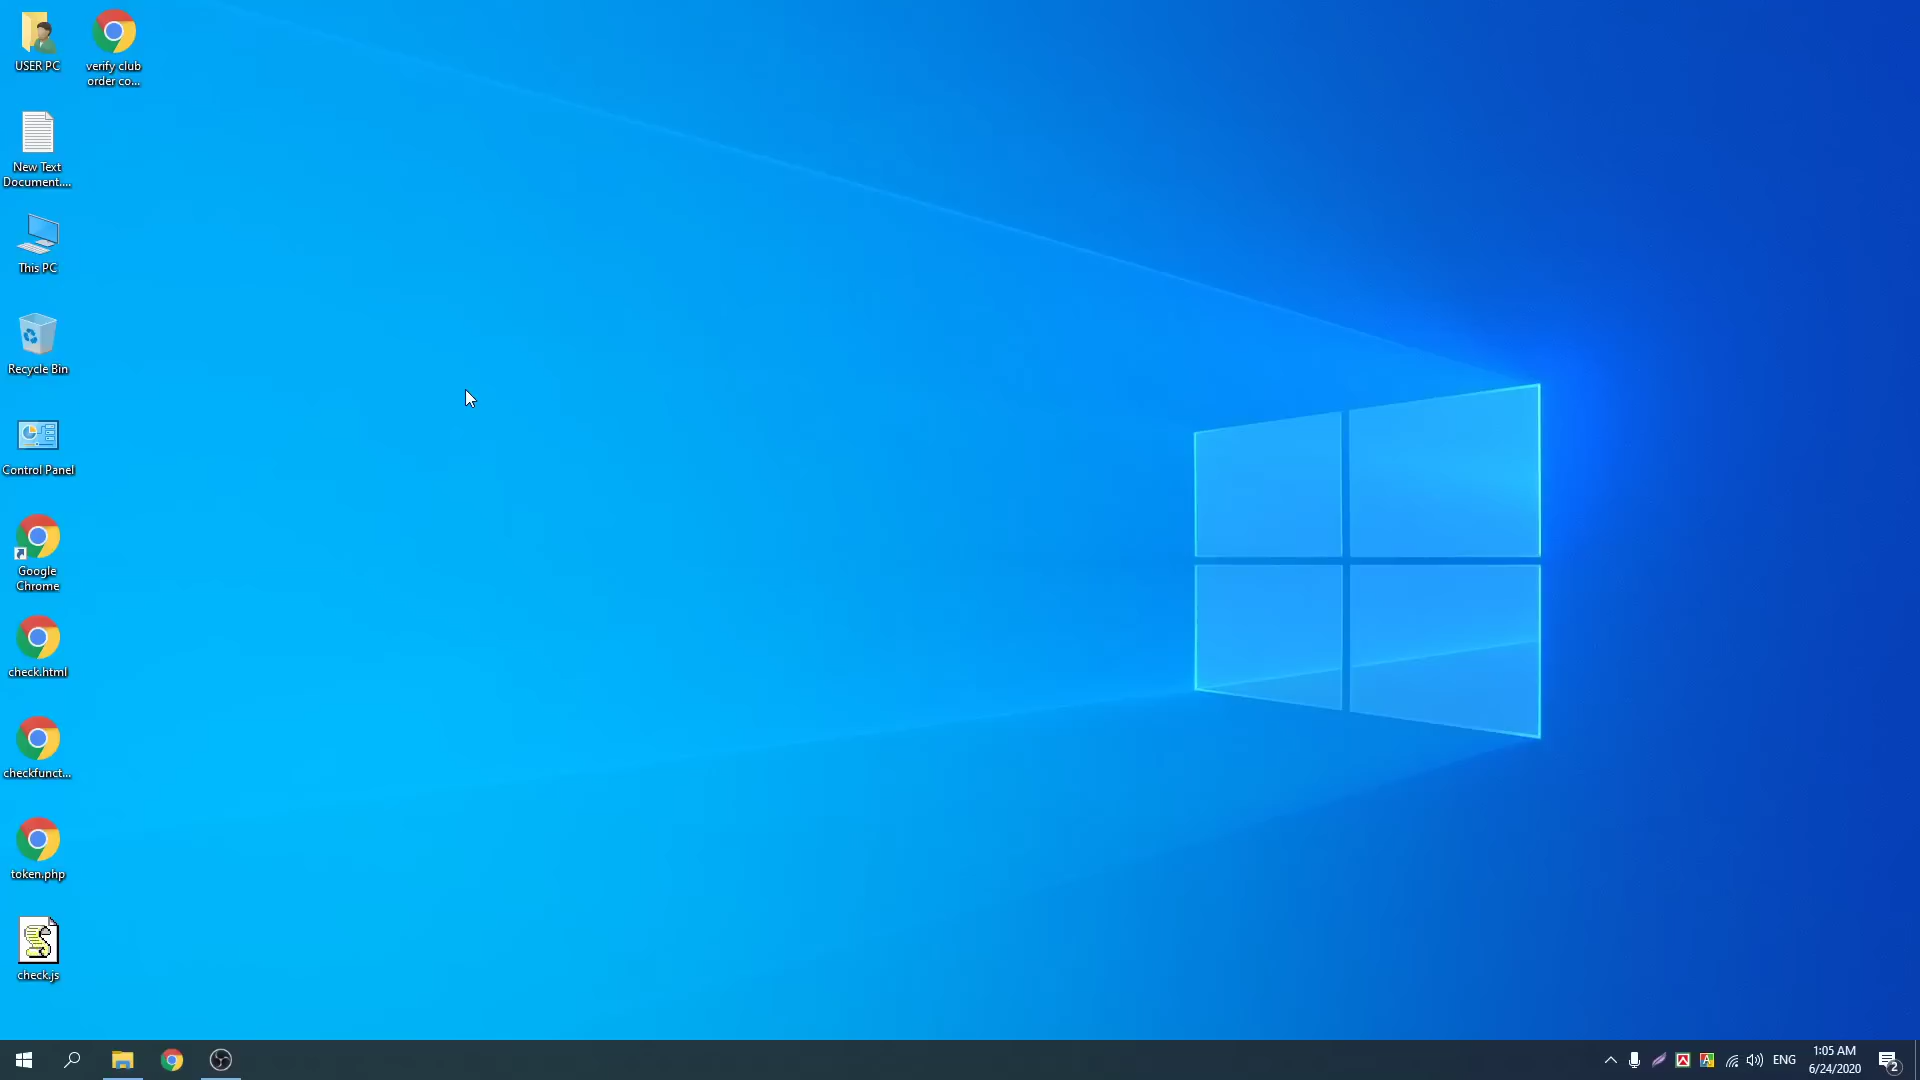 USER PC
verify club
order co...
New Text
Document....
This PC
Recycle Bin
Control Panel
Google
Chrome
check.html
checkfunct...
token.php
check.js
ENG
1:05 AM
6/24/2020
2